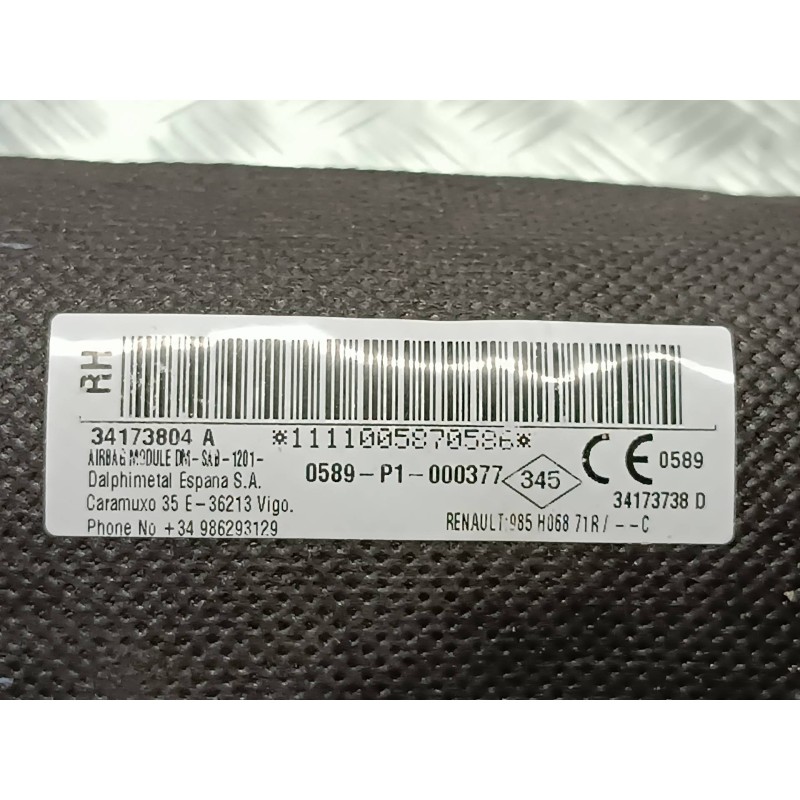 RH
34173804 A
*1111005870586*
AIRBAG MODULE DM-SAB-1201-
Dalphimetal Espana S.A.
Caramuxo 35 E-36213 Vigo.
Phone No +34 986293129
0589-P1-000377
345
CE 0589
34173738 D
RENAULT:985 H068 71R/--C